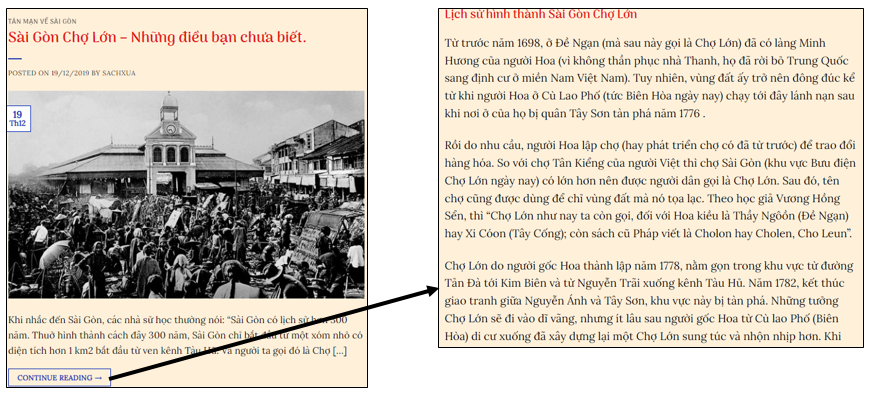 TẢN MẠN VỀ SÀI GÒN
Sài Gòn Chợ Lớn – Những điều bạn chưa biết.
POSTED ON 19/12/2019 BY SACHXUA
19
Th12
Khi nhắc đến Sài Gòn, các nhà sử học thường nói: “Sài Gòn có lịch sử hơn 300
năm. Thuở hình thành cách đây 300 năm, Sài Gòn chỉ bắt đầu từ một xóm nhỏ có
diện tích hơn 1 km2 bắt đầu từ ven kênh Tàu Hủ. Và người ta gọi đó là Chợ [...]
CONTINUE READING →
Lịch sử hình thành Sài Gòn Chợ Lớn
Từ trước năm 1698, ở Đề Ngạn (mà sau này gọi là Chợ Lớn) đã có làng Minh
Hương của người Hoa (vì không thần phục nhà Thanh, họ đã rời bỏ Trung Quốc
sang định cư ở miền Nam Việt Nam). Tuy nhiên, vùng đất ấy trở nên đông đúc kể
từ khi người Hoa ở Cù Lao Phố (tức Biên Hòa ngày nay) chạy tới đây lánh nạn sau
khi nơi ở của họ bị quân Tây Sơn tàn phá năm 1776 .
Rồi do nhu cầu, người Hoa lập chợ (hay phát triển chợ có đã từ trước) để trao đổi
hàng hóa. So với chợ Tân Kiểng của người Việt thì chợ Sài Gòn (khu vực Bưu điện
Chợ Lớn ngày nay) có lớn hơn nên được người dân gọi là Chợ Lớn. Sau đó, tên
chợ cũng được dùng để chỉ vùng đất mà nó tọa lạc. Theo học giả Vương Hồng
Sển, thì “Chợ Lớn như nay ta còn gọi, đối với Hoa kiều là Thầy Ngôồn (Đề Ngạn)
hay Xi Cóon (Tây Cống); còn sách cũ Pháp viết là Cholon hay Cholen, Cho Leun”.
Chợ Lớn do người gốc Hoa thành lập năm 1778, nằm gọn trong khu vực từ đường
Tản Đà tới Kim Biên và từ Nguyễn Trãi xuống kênh Tàu Hủ. Năm 1782, kết thúc
giao tranh giữa Nguyễn Ánh và Tây Sơn, khu vực này bị tàn phá. Những tưởng
Chợ Lớn sẽ đi vào dĩ vãng, nhưng ít lâu sau người gốc Hoa từ Cù lao Phố (Biên
Hòa) di cư xuống đã xây dựng lại một Chợ Lớn sung túc và nhộn nhịp hơn. Khi